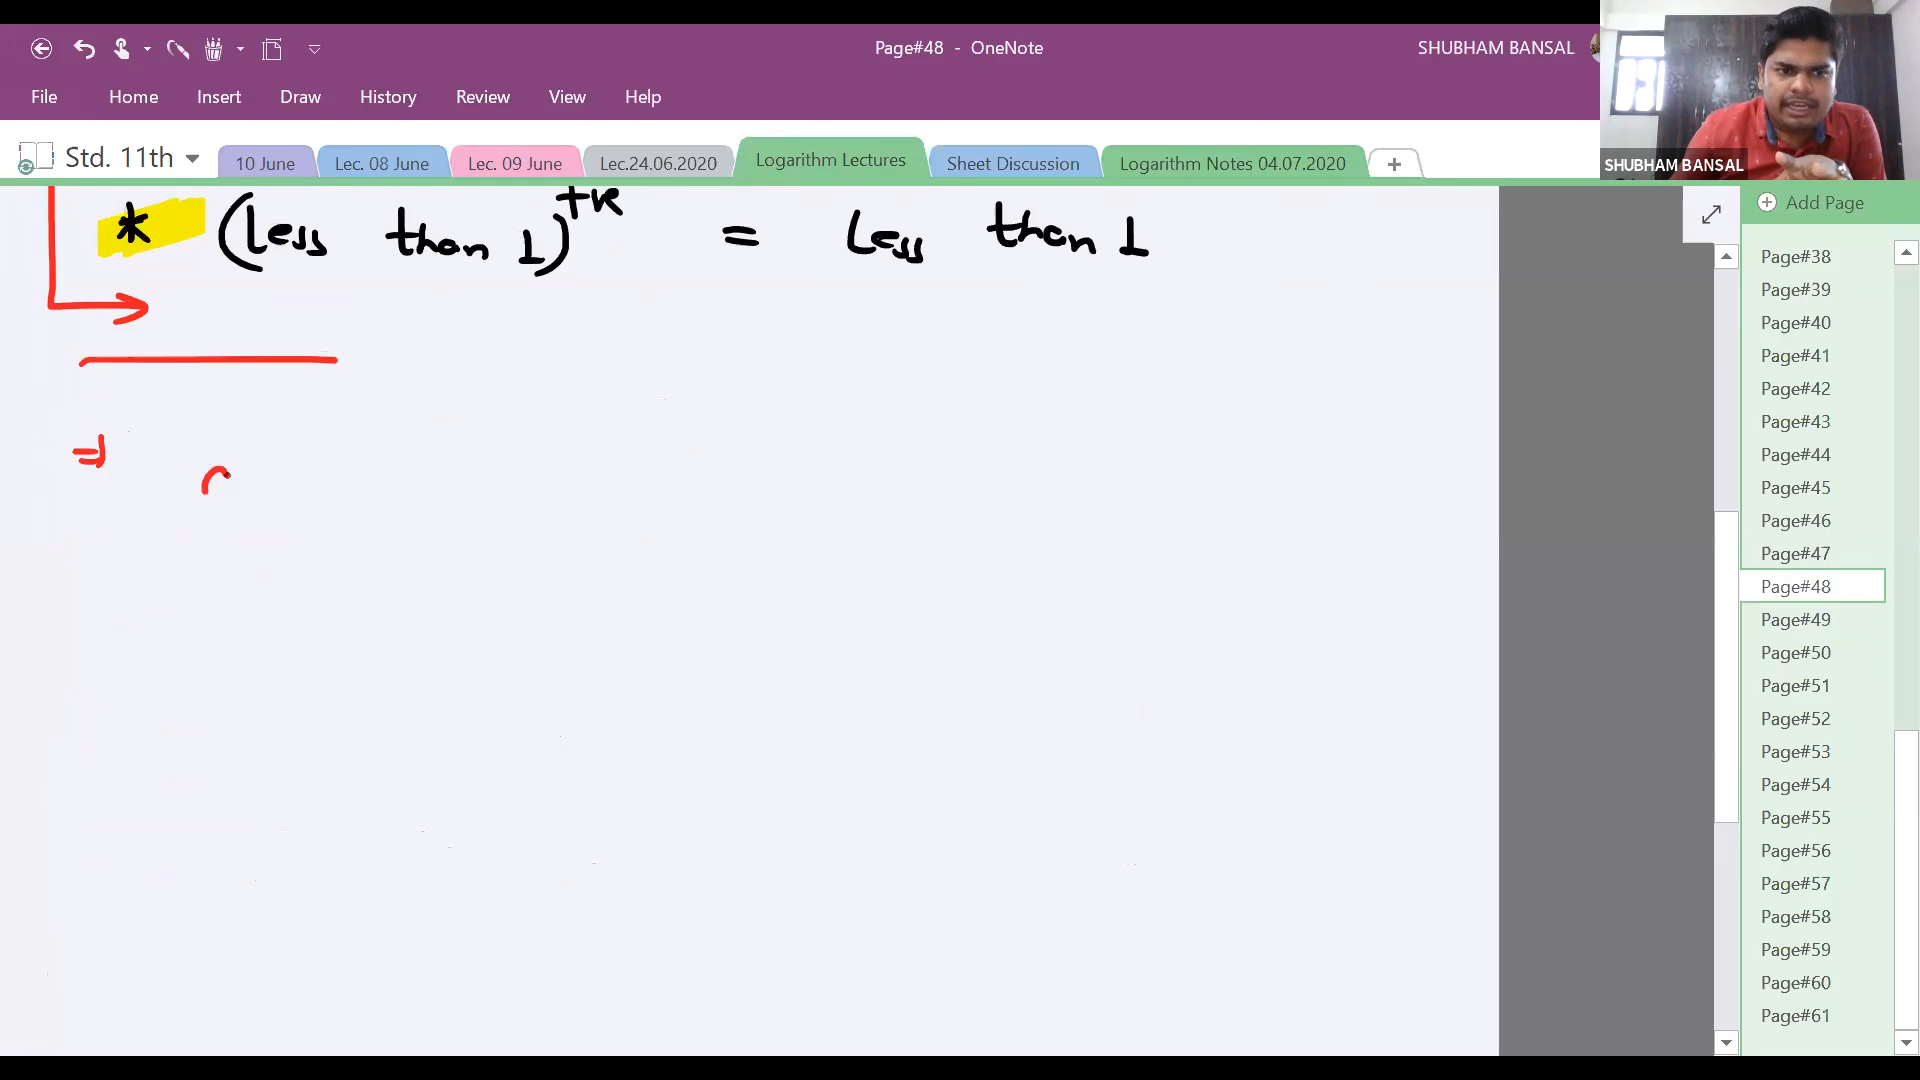 Page#48 - OneNote
SHUBHAM BANSAL
File Home Insert Draw History Review View Help
SHUBHAM BANSAL
Std. 11th
10 June
Lec. 08 June
Lec. 09 June
Lec.24.06.2020
Logarithm Lectures
Sheet Discussion
Logarithm Notes 04.07.2020
+
Add Page
* (Less than 1)^{+ve} = Less than 1
⇒
Page#38
Page#39
Page#40
Page#41
Page#42
Page#43
Page#44
Page#45
Page#46
Page#47
Page#48
Page#49
Page#50
Page#51
Page#52
Page#53
Page#54
Page#55
Page#56
Page#57
Page#58
Page#59
Page#60
Page#61